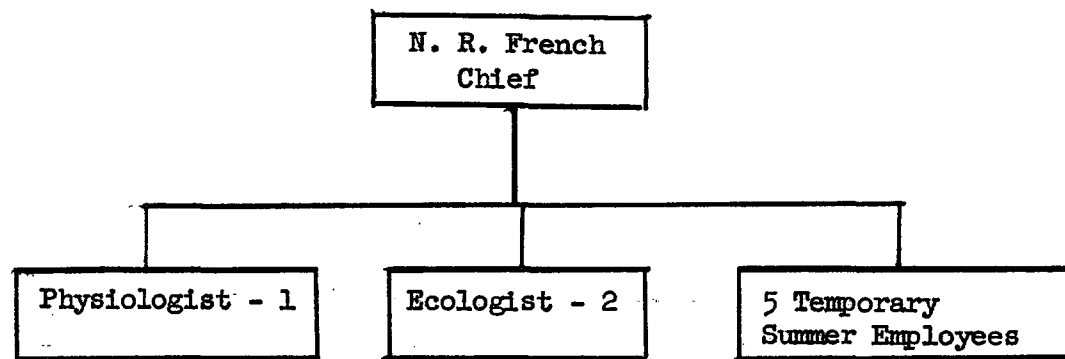 N. R. French
Chief
Physiologist - 1
Ecologist - 2
5 Temporary
Summer Employees